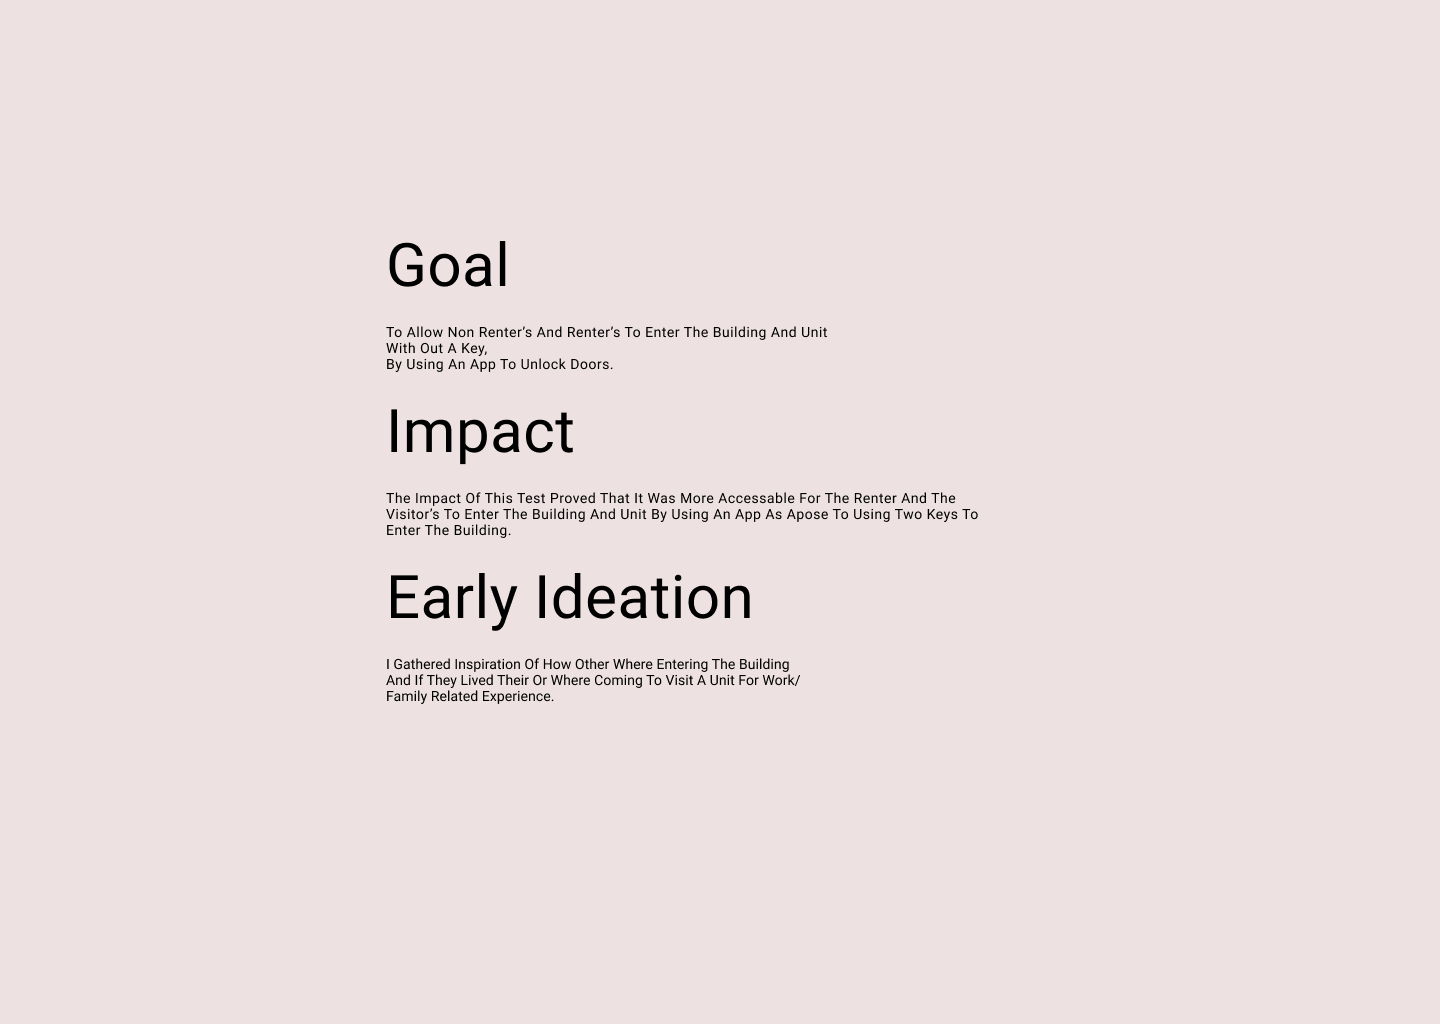 Goal
To Allow Non Renter’s And Renter’s To Enter The Building And Unit
With Out A Key,
By Using An App To Unlock Doors.
Impact
The Impact Of This Test Proved That It Was More Accessable For The Renter And The
Visitor’s To Enter The Building And Unit By Using An App As Apose To Using Two Keys To
Enter The Building.
Early Ideation
I Gathered Inspiration Of How Other Where Entering The Building
And If They Lived Their Or Where Coming To Visit A Unit For Work/
Family Related Experience.